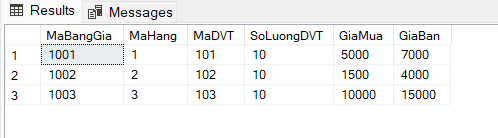 Results Messages
MaBangGia MaHang MaDVT SoLuongDVT GiaMua GiaBan
1 1001 1 101 10 5000 7000
2 1002 2 102 10 1500 4000
3 1003 3 103 10 10000 15000